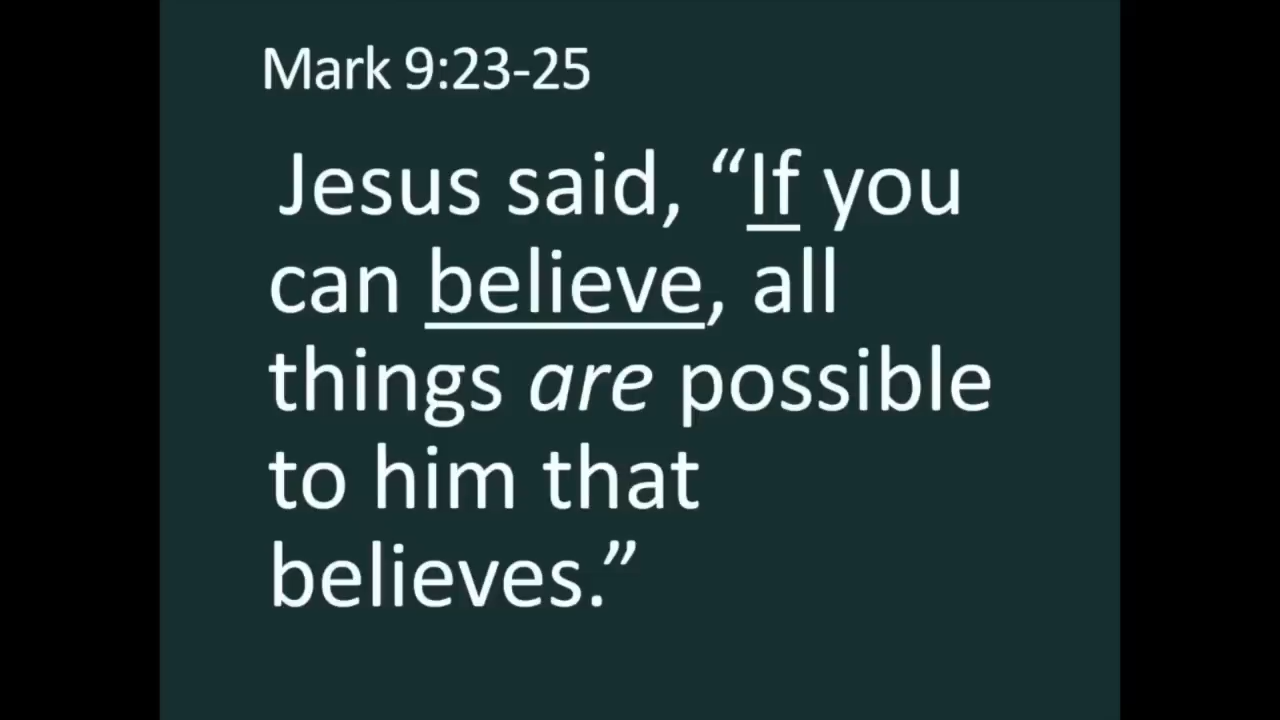 Mark 9:23-25
Jesus said, “If you
can believe, all
things are possible
to him that
believes.”